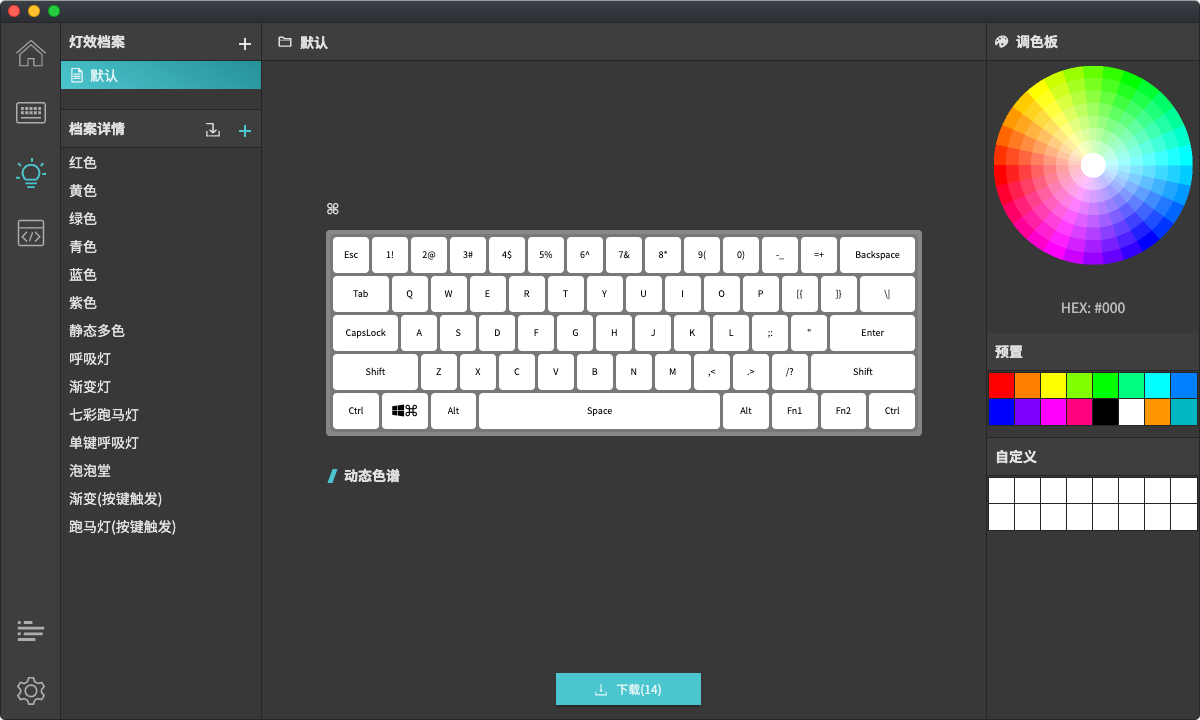 灯效档案
默认
档案详情
红色
黄色
绿色
青色
蓝色
紫色
静态多色
呼吸灯
渐变灯
七彩跑马灯
单键呼吸灯
泡泡堂
渐变(按键触发)
跑马灯(按键触发)
默认
⌘
Esc 1! 2@ 3# 4$ 5% 6^ 7& 8* 9( 0) -_ =+ Backspace
Tab Q W E R T Y U I O P [{ ]} \|
CapsLock A S D F G H J K L ;: " Enter
Shift Z X C V B N M ,< .> /? Shift
Ctrl ⌘ Alt Space Alt Fn1 Fn2 Ctrl
动态色谱
下载(14)
调色板
HEX: #000
预置
自定义